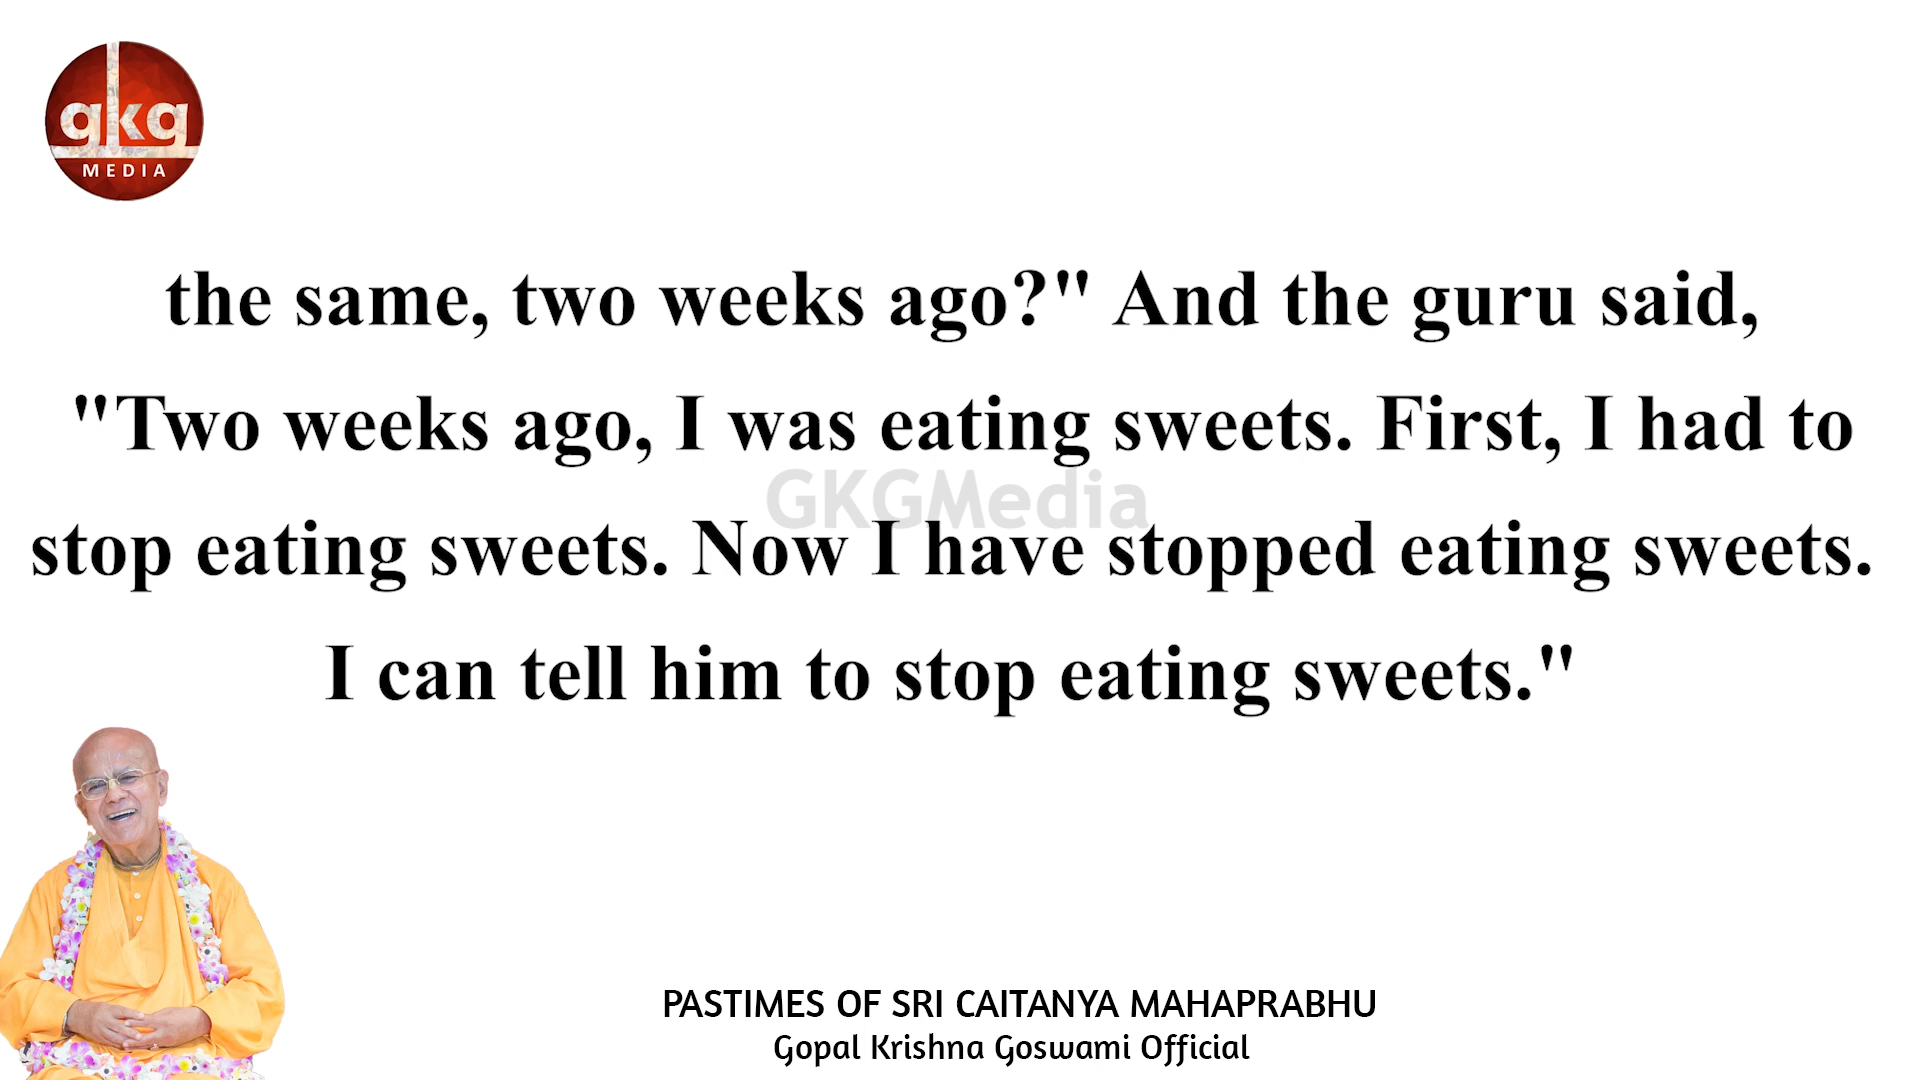 gkg
MEDIA
the same, two weeks ago?" And the guru said,
"Two weeks ago, I was eating sweets. First, I had to
GKGMedia
stop eating sweets. Now I have stopped eating sweets.
I can tell him to stop eating sweets."
PASTIMES OF SRI CAITANYA MAHAPRABHU
Gopal Krishna Goswami Official